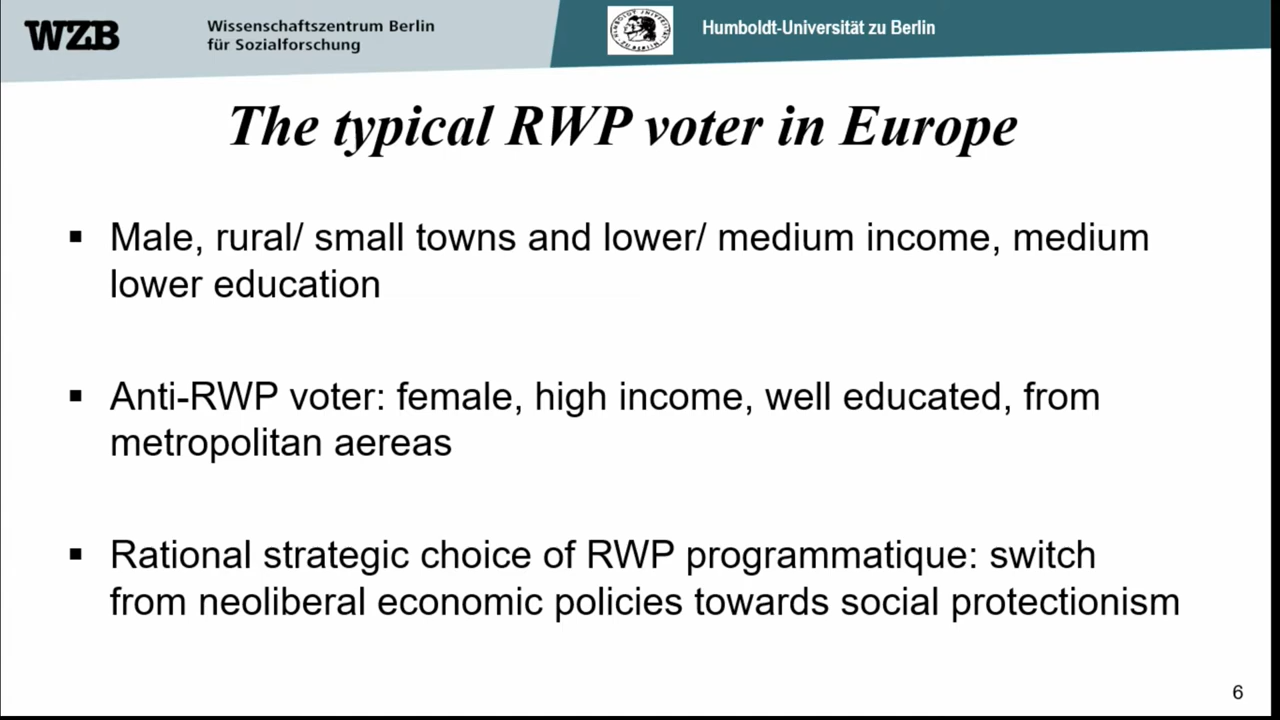 WZB
Wissenschaftszentrum Berlin
für Sozialforschung
Humboldt-Universität zu Berlin
The typical RWP voter in Europe
▪ Male, rural/ small towns and lower/ medium income, medium
lower education
▪ Anti-RWP voter: female, high income, well educated, from
metropolitan aereas
▪ Rational strategic choice of RWP programmatique: switch
from neoliberal economic policies towards social protectionism
6